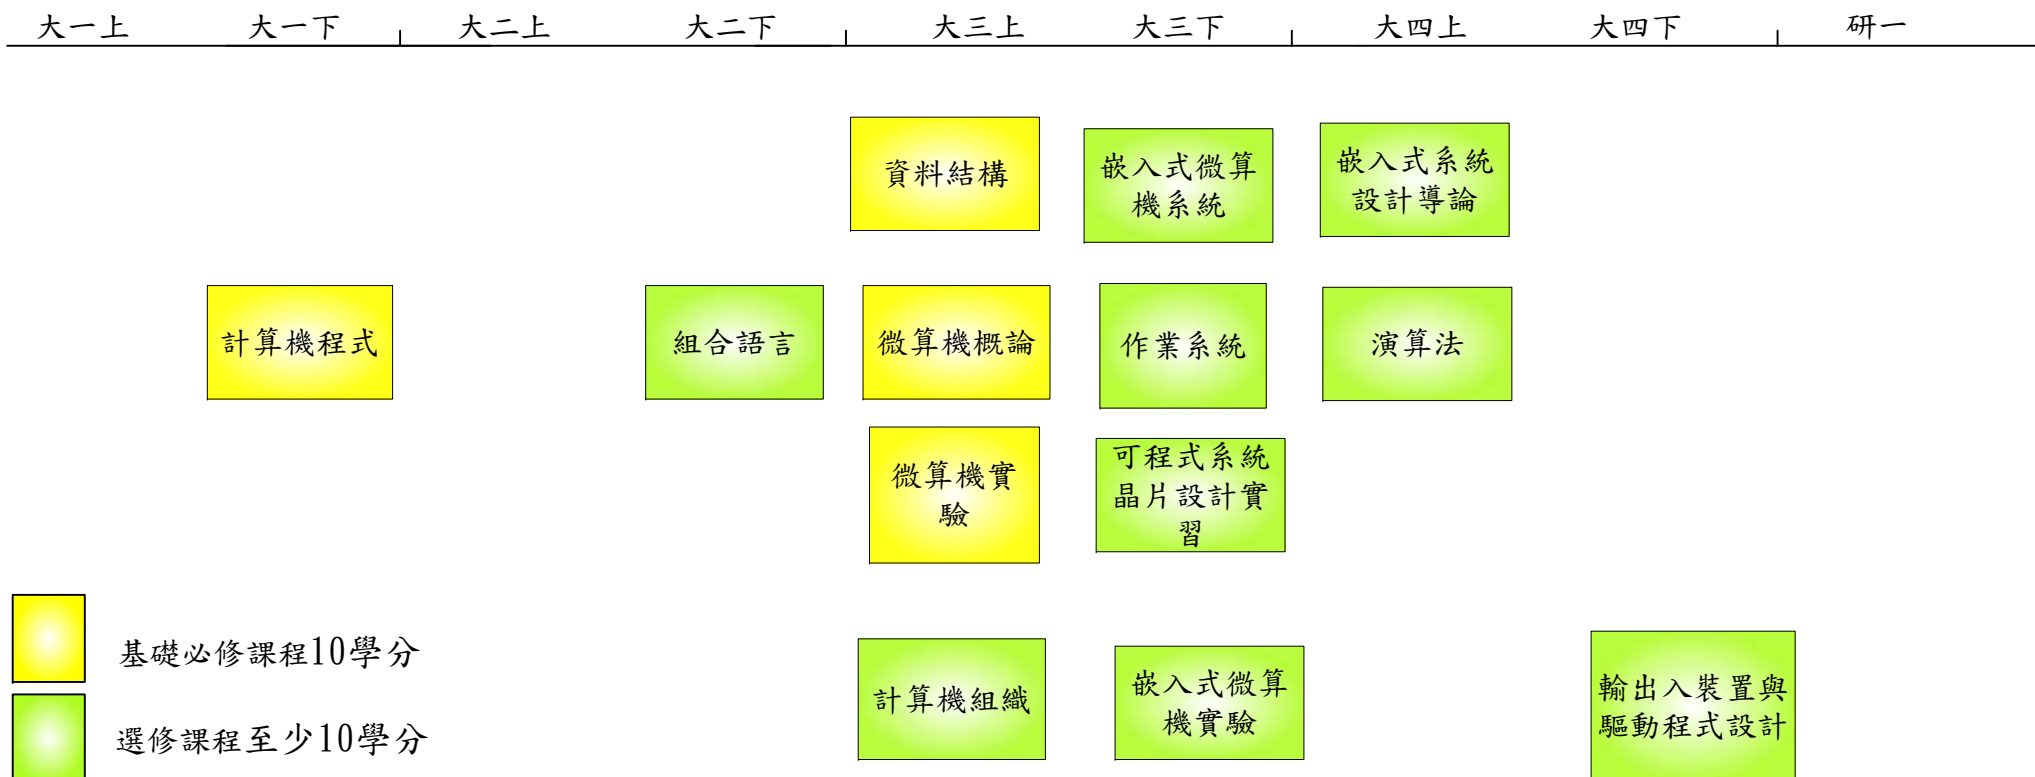 大一上 大一下 大二上 大二下 大三上 大三下 大四上 大四下 研一
資料結構
嵌入式微算
機系統
嵌入式系統
設計導論
計算機程式
組合語言
微算機概論
作業系統
演算法
微算機實
驗
可程式系統
晶片設計實
習
基礎必修課程10學分
選修課程至少10學分
計算機組織
嵌入式微算
機實驗
輸出入裝置與
驅動程式設計